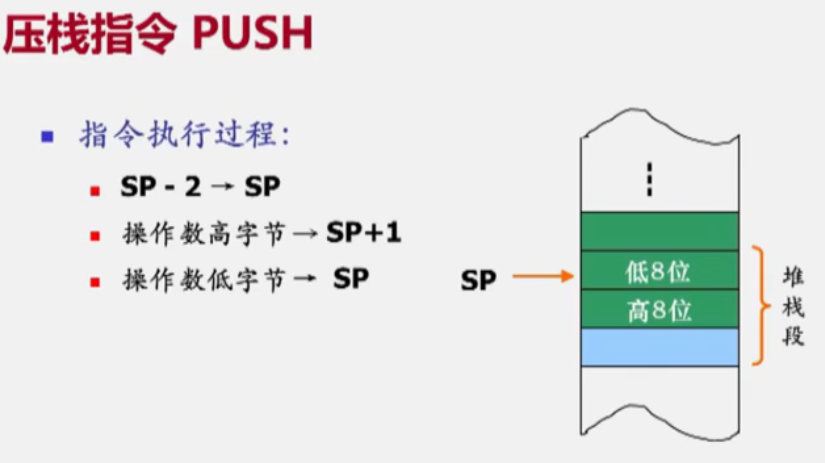 压栈指令 PUSH
指令执行过程:
SP - 2 → SP
操作数高字节 → SP+1
操作数低字节 → SP
SP
低8位
高8位
堆
栈
段